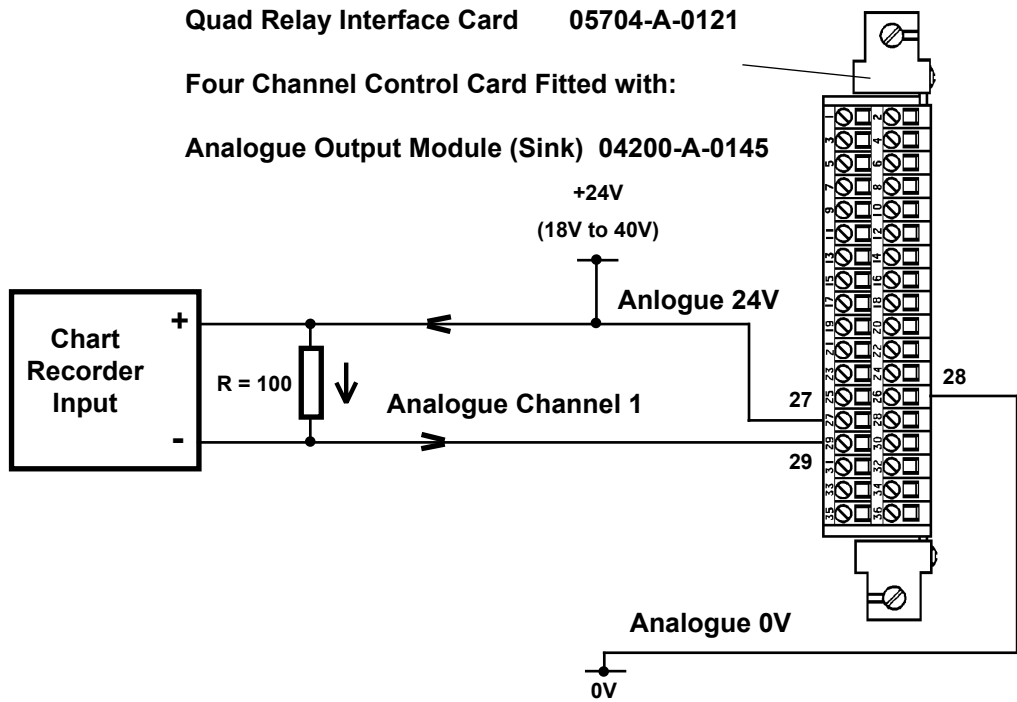 Quad Relay Interface Card 05704-A-0121
Four Channel Control Card Fitted with:
Analogue Output Module (Sink) 04200-A-0145
+24V
(18V to 40V)
Anlogue 24V
Chart
Recorder
Input
+
-
R = 100
Analogue Channel 1
27
29
28
1 2
3 4
5 6
7 8
9 10
11 12
13 14
15 16
17 18
19 20
21 22
23 24
25 26
27 28
29 30
31 32
33 34
35 36
Analogue 0V
0V